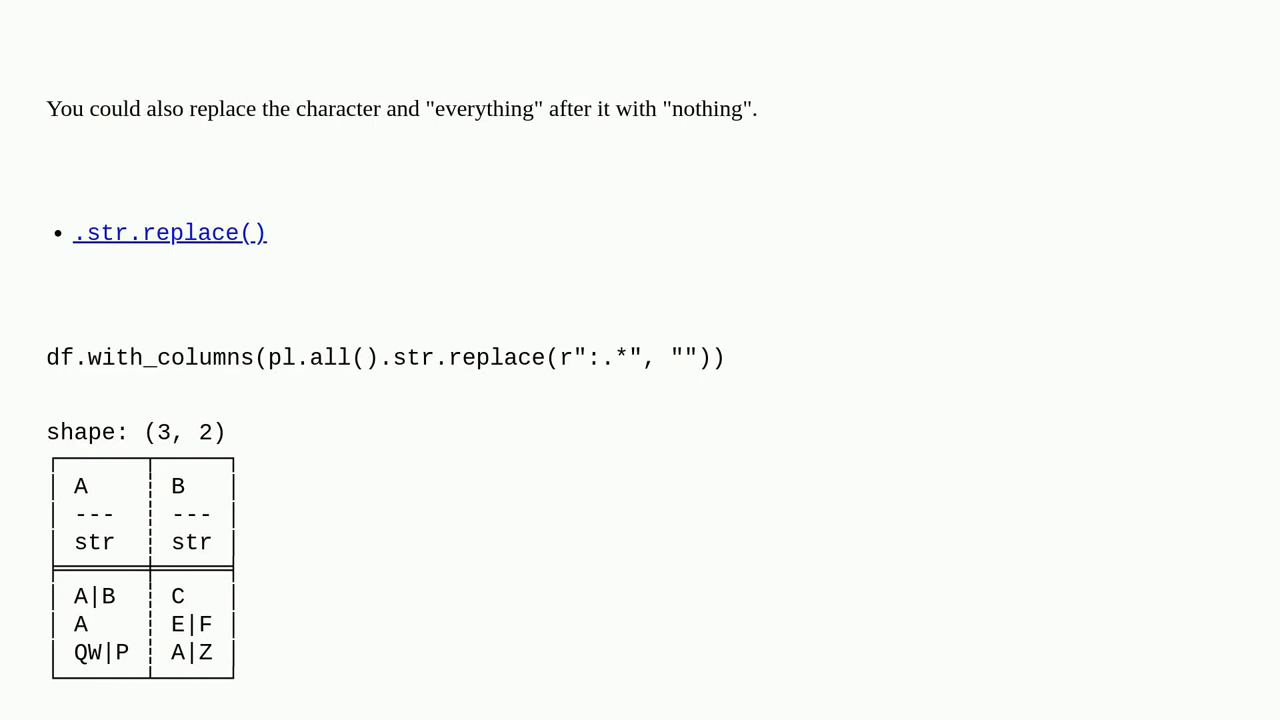 You could also replace the character and "everything" after it with "nothing".
• .str.replace()
df.with_columns(pl.all().str.replace(r":.*", ""))
shape: (3, 2)
┌──────┬─────┐
│ A    ┆ B   │
│ ---  ┆ --- │
│ str  ┆ str │
╞══════╪═════╡
│ A|B  ┆ C   │
│ A    ┆ E|F │
│ QW|P ┆ A|Z │
└──────┴─────┘